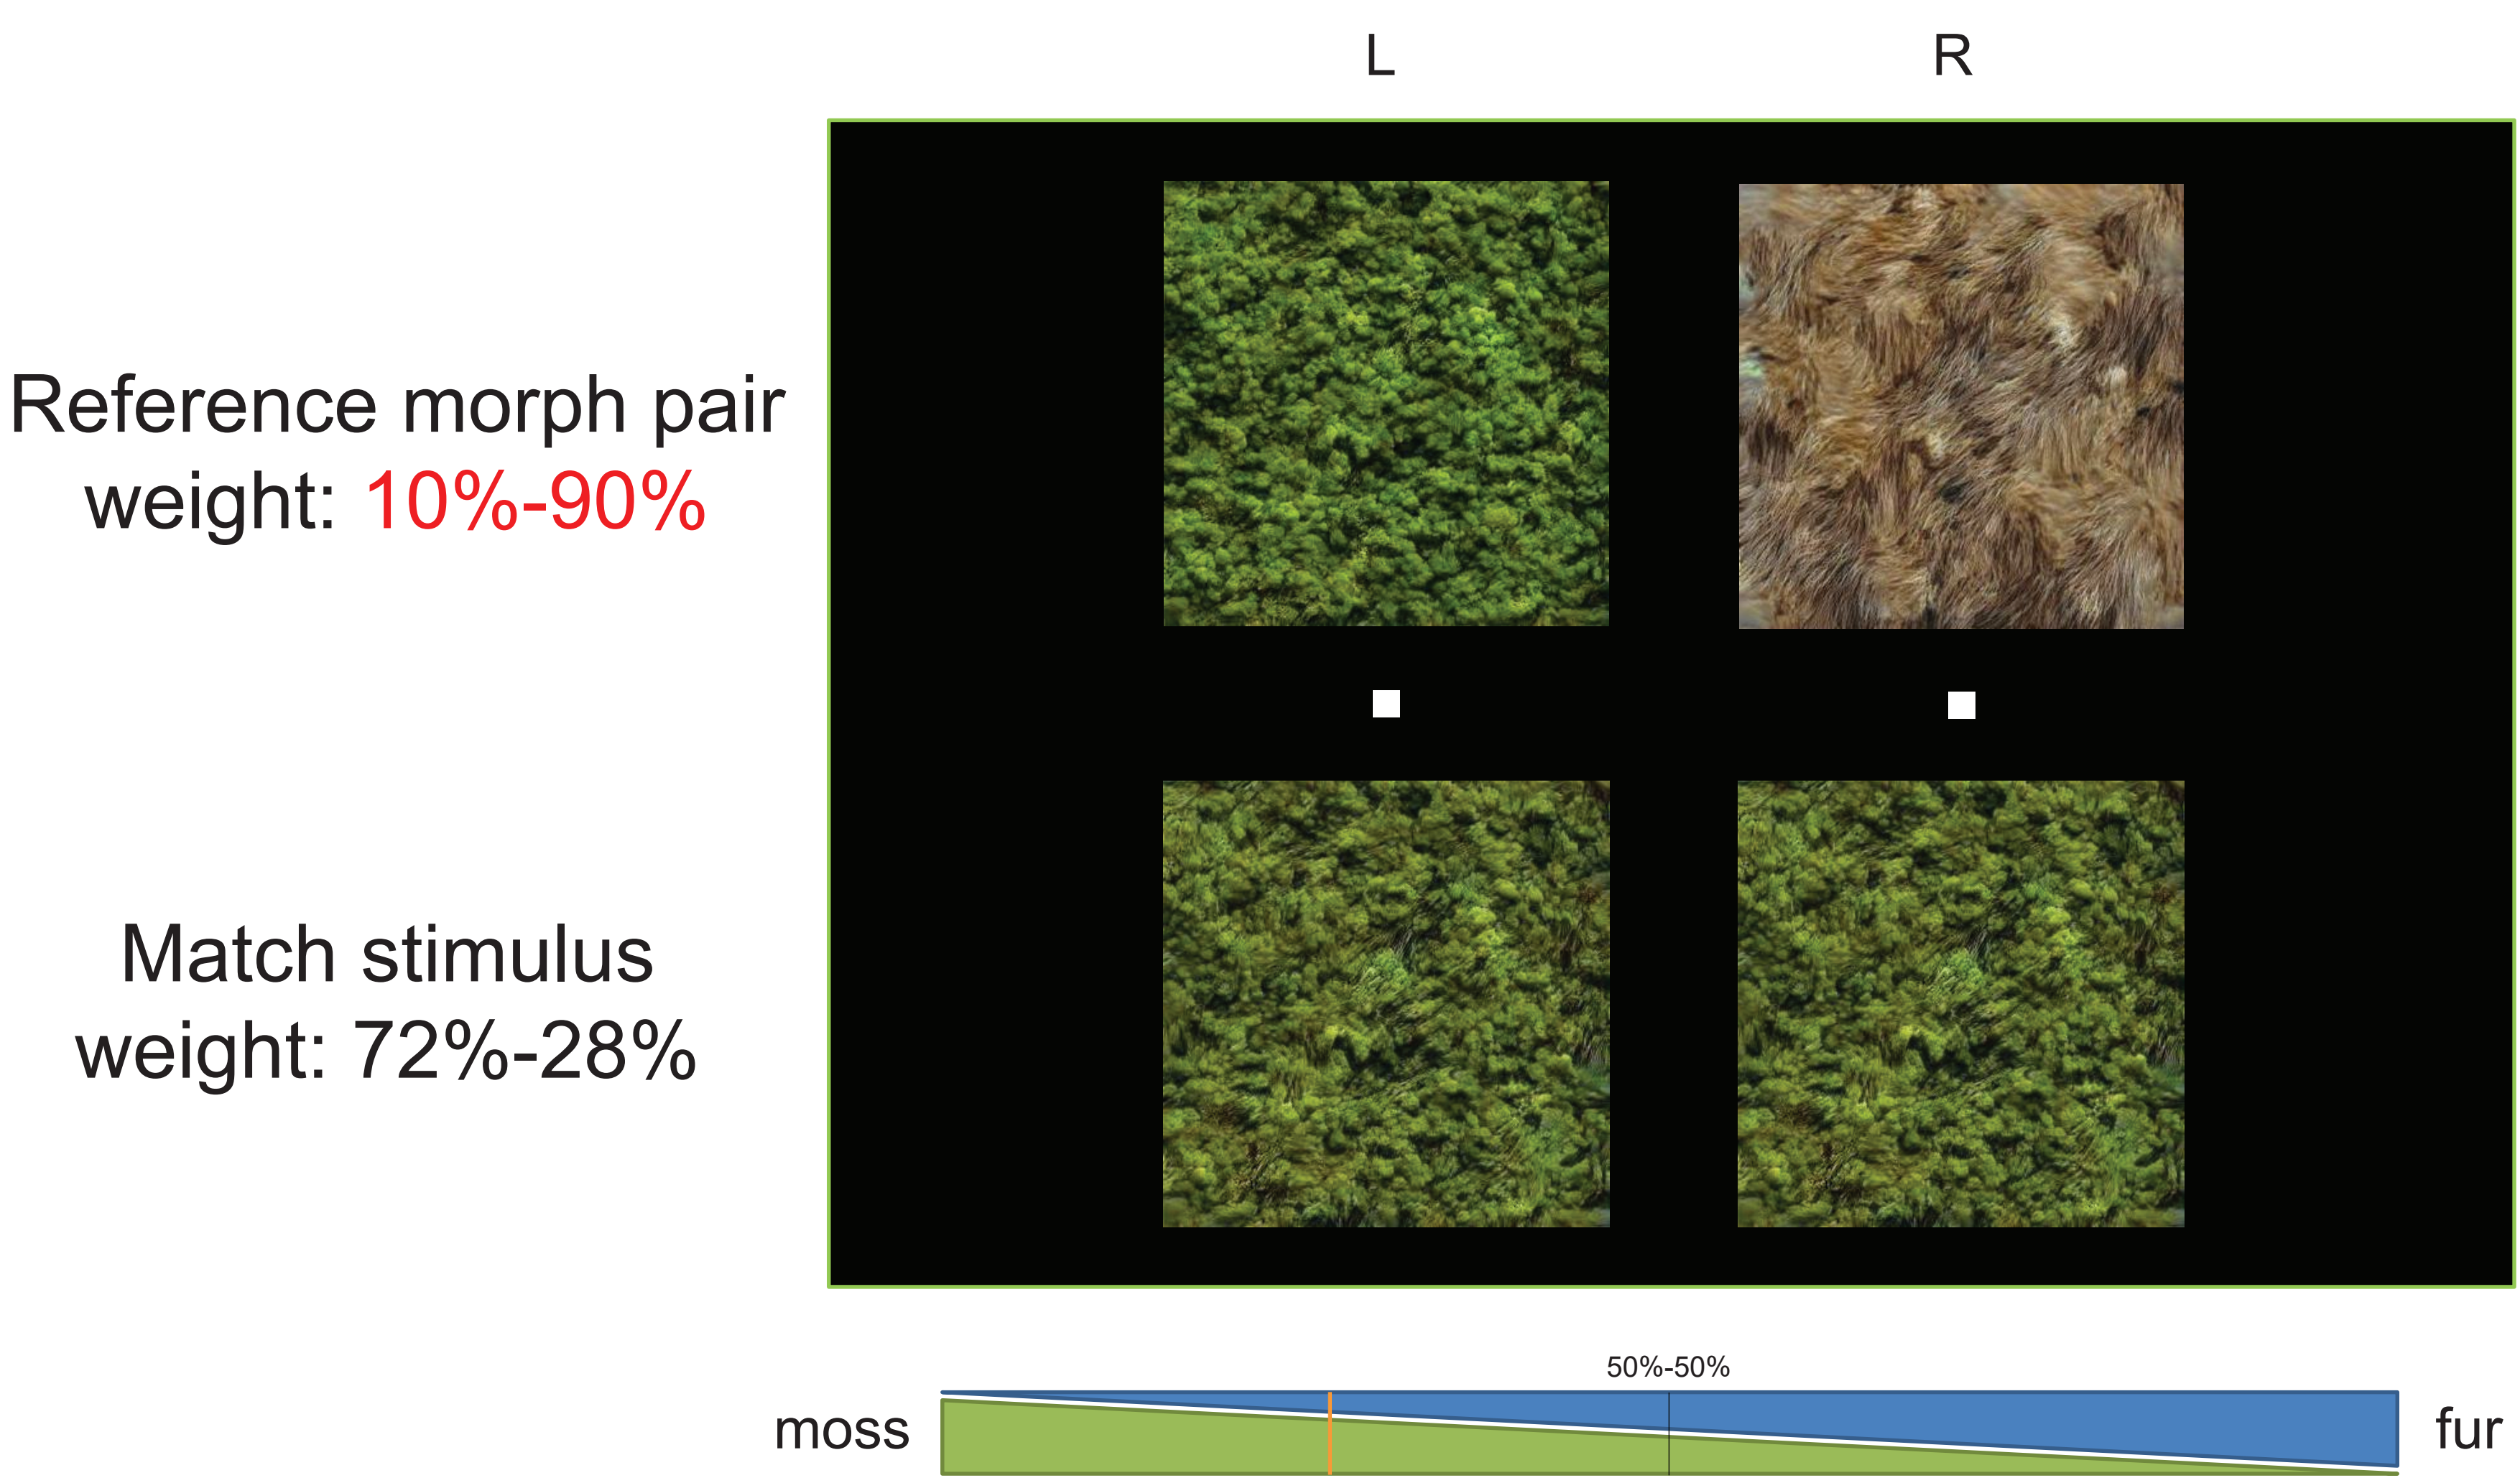 L
R
Reference morph pair
weight: 10%-90%
Match stimulus
weight: 72%-28%
50%-50%
moss
fur